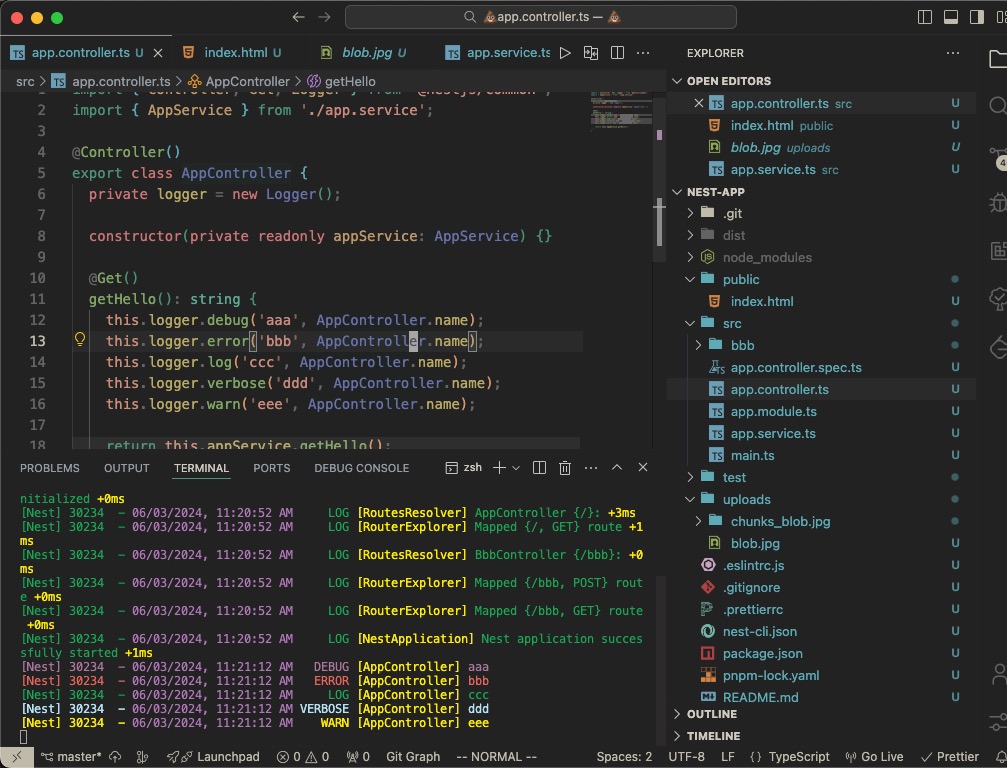 💩app.controller.ts — 💩
TS app.controller.ts U
index.html U
blob.jpg U
TS app.service.ts
src > TS app.controller.ts > AppController > getHello
import { Controller, Get, Logger } from '@nestjs/common';
2 import { AppService } from './app.service';
3
4 @Controller()
5 export class AppController {
6 private logger = new Logger();
7
8 constructor(private readonly appService: AppService) {}
9
10 @Get()
11 getHello(): string {
12 this.logger.debug('aaa', AppController.name);
13 this.logger.error('bbb', AppController.name);
14 this.logger.log('ccc', AppController.name);
15 this.logger.verbose('ddd', AppController.name);
16 this.logger.warn('eee', AppController.name);
17
18 return this.appService.getHello();
PROBLEMS OUTPUT TERMINAL PORTS DEBUG CONSOLE zsh
nitialized +0ms
[Nest] 30234 - 06/03/2024, 11:20:52 AM LOG [RoutesResolver] AppController {/}: +3ms
[Nest] 30234 - 06/03/2024, 11:20:52 AM LOG [RouterExplorer] Mapped {/, GET} route +1
ms
[Nest] 30234 - 06/03/2024, 11:20:52 AM LOG [RoutesResolver] BbbController {/bbb}: +0
ms
[Nest] 30234 - 06/03/2024, 11:20:52 AM LOG [RouterExplorer] Mapped {/bbb, POST} rout
e +0ms
[Nest] 30234 - 06/03/2024, 11:20:52 AM LOG [RouterExplorer] Mapped {/bbb, GET} route
+0ms
[Nest] 30234 - 06/03/2024, 11:20:52 AM LOG [NestApplication] Nest application succes
sfully started +1ms
[Nest] 30234 - 06/03/2024, 11:21:12 AM DEBUG [AppController] aaa
[Nest] 30234 - 06/03/2024, 11:21:12 AM ERROR [AppController] bbb
[Nest] 30234 - 06/03/2024, 11:21:12 AM LOG [AppController] ccc
[Nest] 30234 - 06/03/2024, 11:21:12 AM VERBOSE [AppController] ddd
[Nest] 30234 - 06/03/2024, 11:21:12 AM WARN [AppController] eee
EXPLORER
OPEN EDITORS
TS app.controller.ts src U
index.html public U
blob.jpg uploads U
TS app.service.ts src U
NEST-APP
.git
dist
node_modules
public
index.html U
src
bbb
app.controller.spec.ts U
TS app.controller.ts U
TS app.module.ts U
TS app.service.ts U
TS main.ts U
test
uploads
chunks_blob.jpg
blob.jpg U
.eslintrc.js U
.gitignore U
.prettierrc U
nest-cli.json U
package.json U
pnpm-lock.yaml U
README.md U
OUTLINE
TIMELINE
4
master* Launchpad 0 0 0 Git Graph -- NORMAL -- Spaces: 2 UTF-8 LF {} TypeScript Go Live Prettier